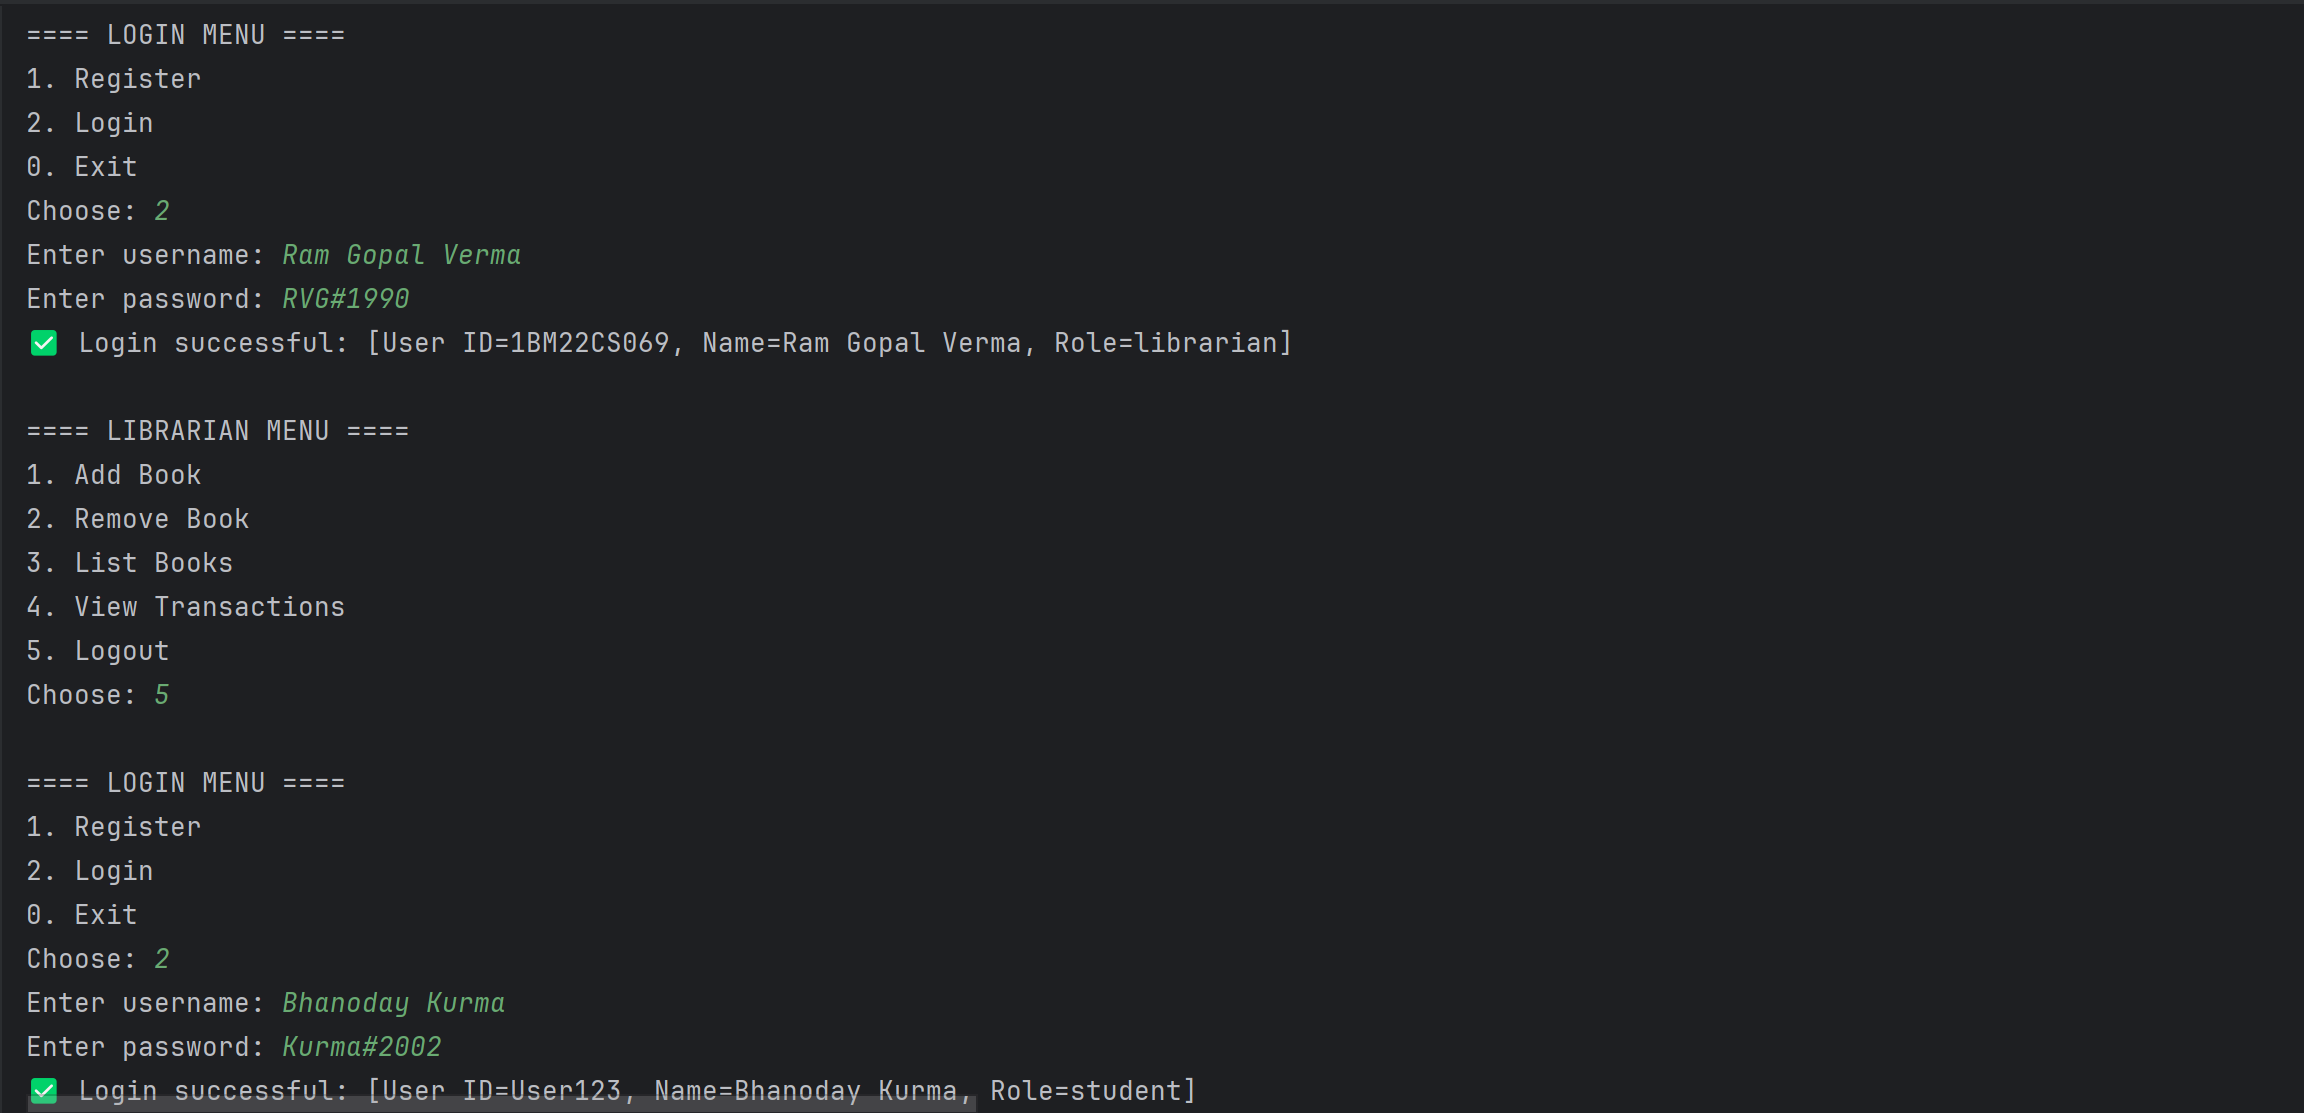 ==== LOGIN MENU ====
1. Register
2. Login
0. Exit
Choose: 2
Enter username: Ram Gopal Verma
Enter password: RVG#1990
✅ Login successful: [User ID=1BM22CS069, Name=Ram Gopal Verma, Role=librarian]
==== LIBRARIAN MENU ====
1. Add Book
2. Remove Book
3. List Books
4. View Transactions
5. Logout
Choose: 5
==== LOGIN MENU ====
1. Register
2. Login
0. Exit
Choose: 2
Enter username: Bhanoday Kurma
Enter password: Kurma#2002
✅ Login successful: [User ID=User123, Name=Bhanoday Kurma, Role=student]